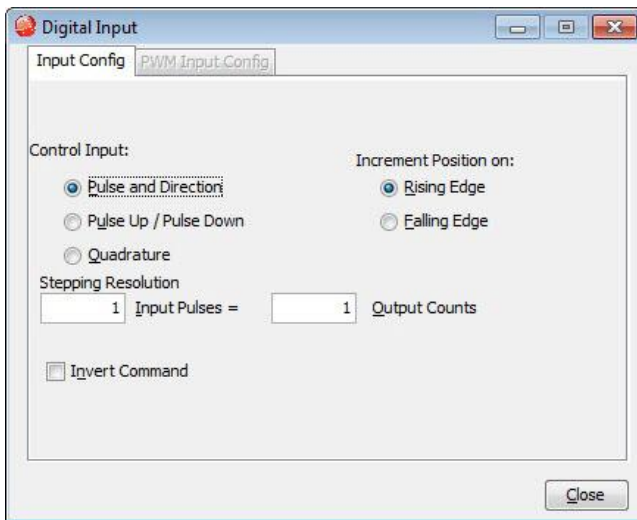 Digital Input
Input Config PWM Input Config
Control Input:
Increment Position on:
Pulse and Direction
Rising Edge
Pulse Up / Pulse Down
Falling Edge
Quadrature
Stepping Resolution
1 Input Pulses = 1 Output Counts
Invert Command
Close